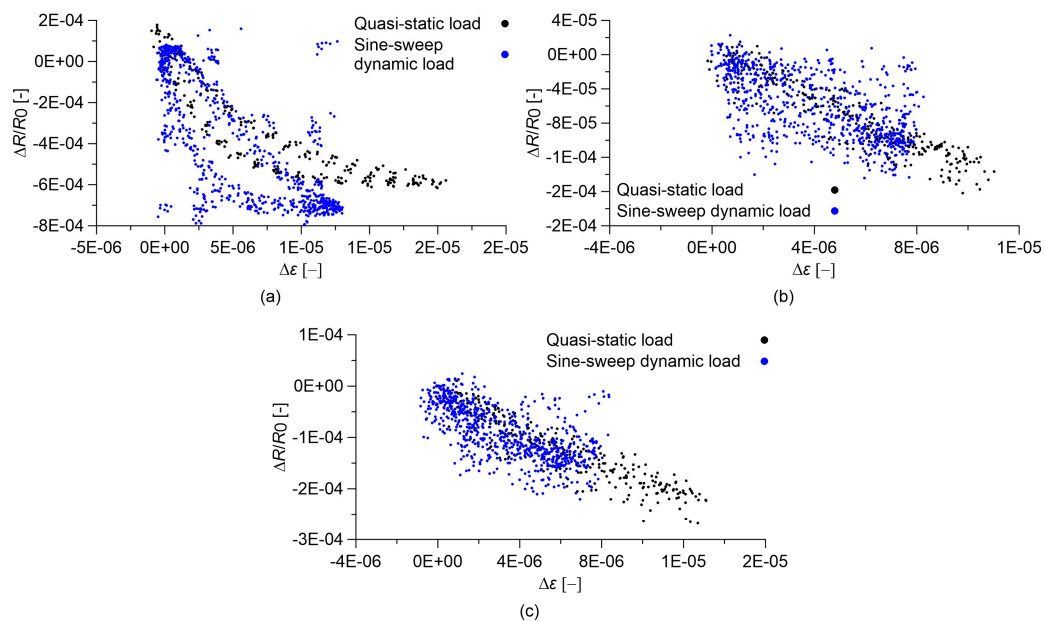 2E-04
0E+00
-2E-04
-4E-04
-6E-04
-8E-04
ΔR/R0 [-]
Quasi-static load
Sine-sweep
dynamic load
-5E-06 0E+00 5E-06 1E-05 2E-05 2E-05 2E-05
Δε [–]
(a)
4E-05
0E+00
-4E-05
-8E-05
-1E-04
-2E-04
-2E-04
ΔR/R0 [-]
Quasi-static load
Sine-sweep dynamic load
-4E-06 0E+00 4E-06 8E-06 1E-05
Δε [–]
(b)
1E-04
0E+00
-1E-04
-2E-04
-3E-04
ΔR/R0 [-]
Quasi-static load
Sine-sweep dynamic load
-4E-06 0E+00 4E-06 8E-06 1E-05 2E-05
Δε [–]
(c)